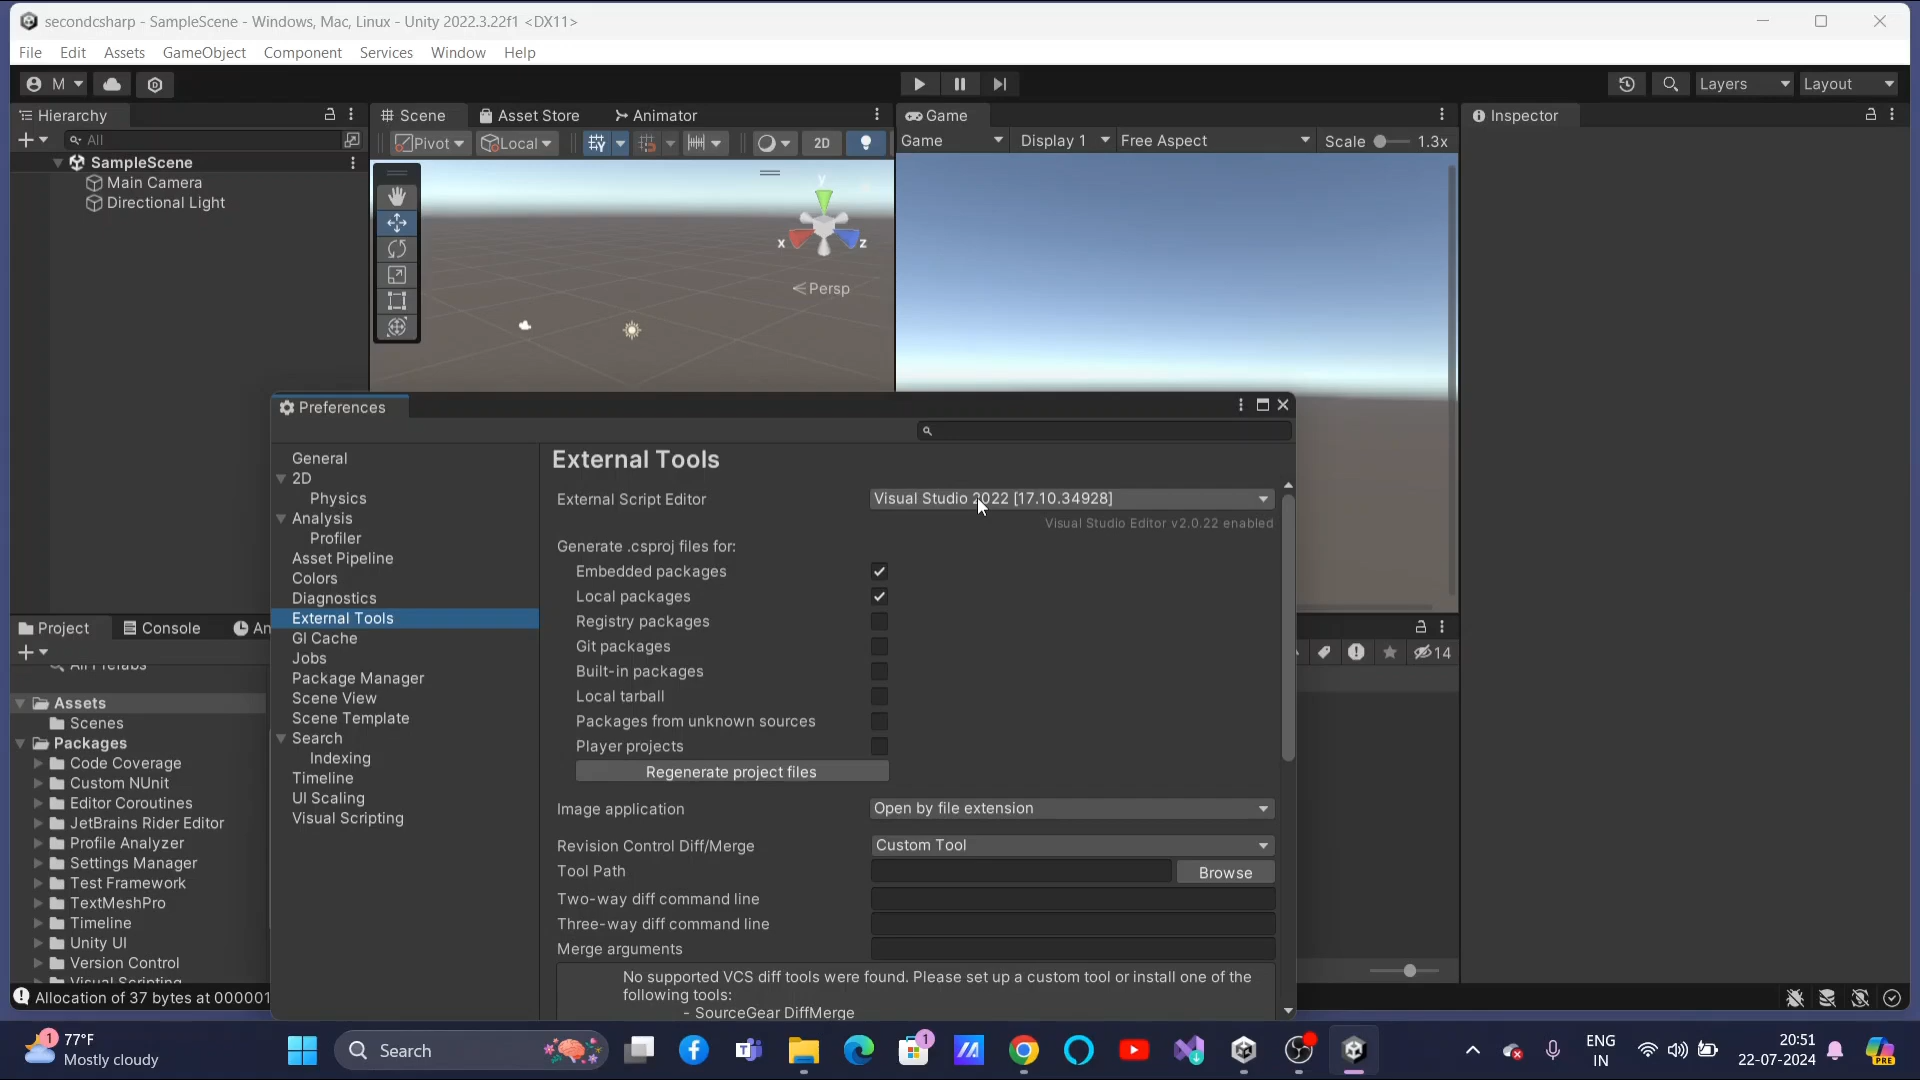 secondcsharp - SampleScene - Windows, Mac, Linux - Unity 2022.3.22f1 <DX11>
File Edit Assets GameObject Component Services Window Help
M Layers Layout
Hierarchy Scene Asset Store Animator Game Inspector
All Pivot Local 2D Game Display 1 Free Aspect Scale 1.3x
SampleScene
Main Camera
Directional Light
y
x z
Persp
Preferences
General
2D
Physics
Analysis
Profiler
Asset Pipeline
Colors
Diagnostics
External Tools
GI Cache
Jobs
Package Manager
Scene View
Scene Template
Search
Indexing
Timeline
UI Scaling
Visual Scripting
External Tools
External Script Editor Visual Studio 2022 [17.10.34928]
Visual Studio Editor v2.0.22 enabled
Generate .csproj files for:
Embedded packages
Local packages
Registry packages
Git packages
Built-in packages
Local tarball
Packages from unknown sources
Player projects
Regenerate project files
Image application Open by file extension
Revision Control Diff/Merge Custom Tool
Tool Path Browse
Two-way diff command line
Three-way diff command line
Merge arguments
No supported VCS diff tools were found. Please set up a custom tool or install one of the
following tools:
- SourceGear DiffMerge
Project Console An
14
All Prefabs
Assets
Scenes
Packages
Code Coverage
Custom NUnit
Editor Coroutines
JetBrains Rider Editor
Profile Analyzer
Settings Manager
Test Framework
TextMeshPro
Timeline
Unity UI
Version Control
Visual Scripting
Allocation of 37 bytes at 000001
1 77°F
Mostly cloudy
Search
1
ENG
IN
20:51
22-07-2024
PRE